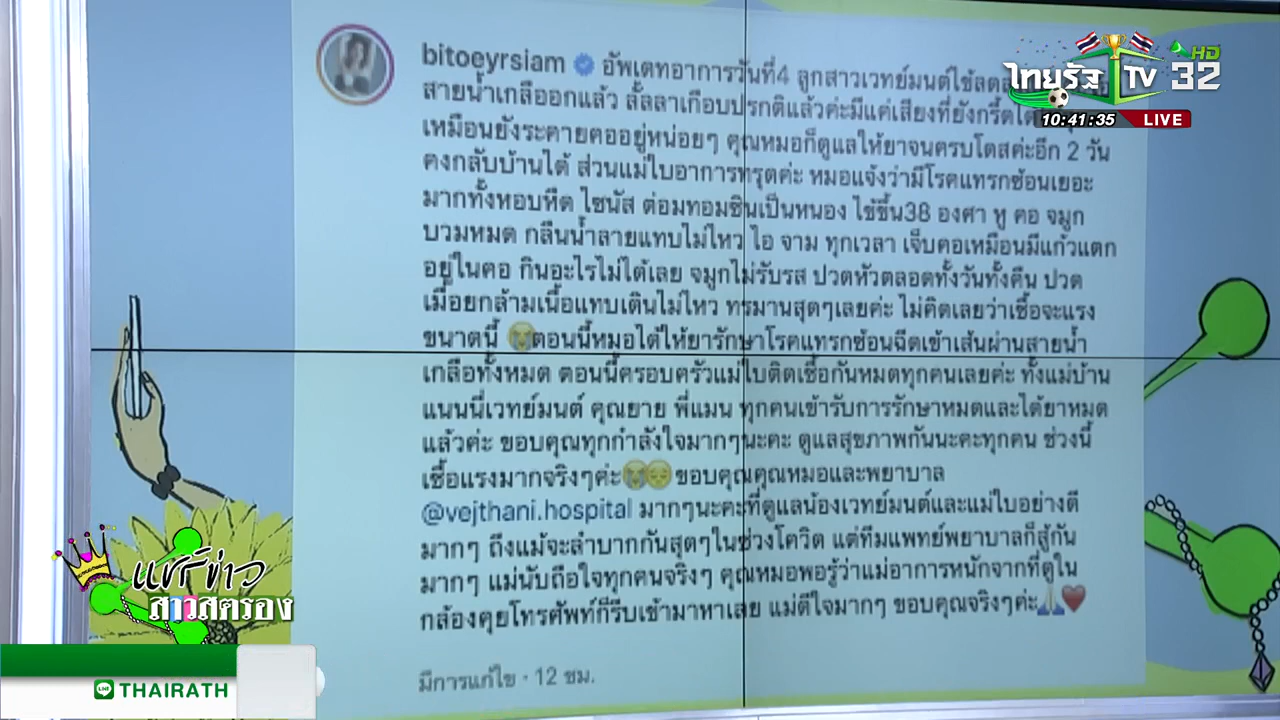 bitoeyrsiam อัพเดทอาการวันที่4 ลูกสาวเวทย์มนต์ไข้ลด
สายน้ำเกลือออกแล้ว ลั้ลลาเกือบปรกติแล้วค่ะมีแค่เสียงที่ยังกรี๊ด
เหมือนยังระคายคออยู่หน่อยๆ คุณหมอก็ดูแลให้ยาจนครบโดสค่ะอีก 2 วัน
คงกลับบ้านได้ ส่วนแม่ใบอาการทรุดค่ะ หมอแจ้งว่ามีโรคแทรกซ้อนเยอะ
มากทั้งหอบหืด ไซนัส ต่อมทอมซินเป็นหนอง ไข้ขึ้น38 องศา หู คอ จมูก
บวมหมด กลืนน้ำลายแทบไม่ไหว ไอ จาม ทุกเวลา เจ็บคอเหมือนมีแก้วแตก
อยู่ในคอ กินอะไรไม่ได้เลย จมูกไม่รับรส ปวดหัวตลอดทั้งวันทั้งคืน ปวด
เมื่อยกล้ามเนื้อแทบเดินไม่ไหว ทรมานสุดๆเลยค่ะ ไม่คิดเลยว่าเชื้อจะแรง
ขนาดนี้ 😭ตอนนี้หมอได้ให้ยารักษาโรคแทรกซ้อนฉีดเข้าเส้นผ่านสายน้ำ
เกลือทั้งหมด ตอนนี้ครอบครัวแม่ใบติดเชื้อกันหมดทุกคนเลยค่ะ ทั้งแม่บ้าน
แนนนี่เวทย์มนต์ คุณยาย พี่แมน ทุกคนเข้ารับการรักษาหมดและได้ยาหมด
แล้วค่ะ ขอบคุณทุกกำลังใจมากๆนะคะ ดูแลสุขภาพกันนะคะทุกคน ช่วงนี้
เชื้อแรงมากจริงๆค่ะ😭😔ขอบคุณคุณหมอและพยาบาล
@vejthani.hospital มากๆนะคะที่ดูแลน้องเวทย์มนต์และแม่ใบอย่างดี
มากๆ ถึงแม้จะลำบากกันสุดๆในช่วงโควิด แต่ทีมแพทย์พยาบาลก็สู้กัน
มากๆ แม่นับถือใจทุกคนจริงๆ คุณหมอพอรู้ว่าแม่อาการหนักจากที่ดูใน
กล้องคุยโทรศัพท์ก็รีบเข้ามาหาเลย แม่ดีใจมากๆ ขอบคุณจริงๆค่ะ🙏❤️
มีการแก้ไข · 12 ชม.
ไทยรัฐ TV 32 HD
10:41:35 LIVE
แชร์ข่าว
สาวสตรอง
LINE THAIRATH